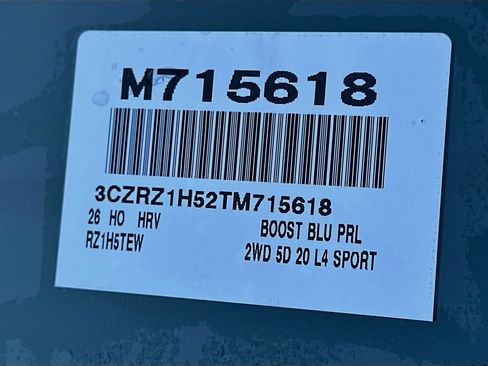 M715618
3CZRZ1H52TM715618
26 HO HRV BOOST BLU PRL
RZ1H5TEW 2WD 5D 20 L4 SPORT